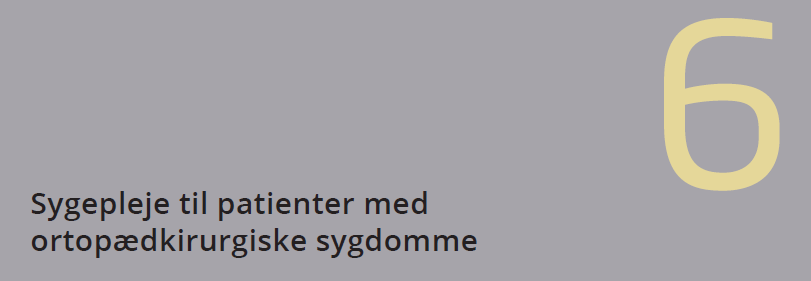 6
Sygepleje til patienter med
ortopædkirurgiske sygdomme